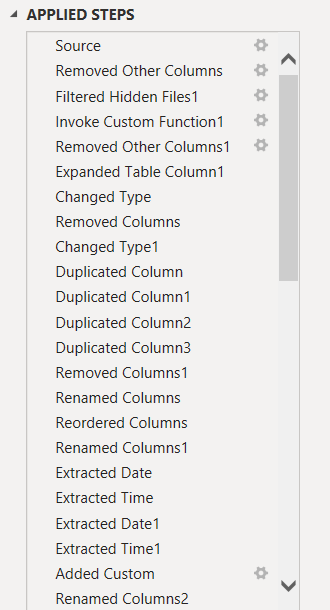 APPLIED STEPS
Source
Removed Other Columns
Filtered Hidden Files1
Invoke Custom Function1
Removed Other Columns1
Expanded Table Column1
Changed Type
Removed Columns
Changed Type1
Duplicated Column
Duplicated Column1
Duplicated Column2
Duplicated Column3
Removed Columns1
Renamed Columns
Reordered Columns
Renamed Columns1
Extracted Date
Extracted Time
Extracted Date1
Extracted Time1
Added Custom
Renamed Columns2